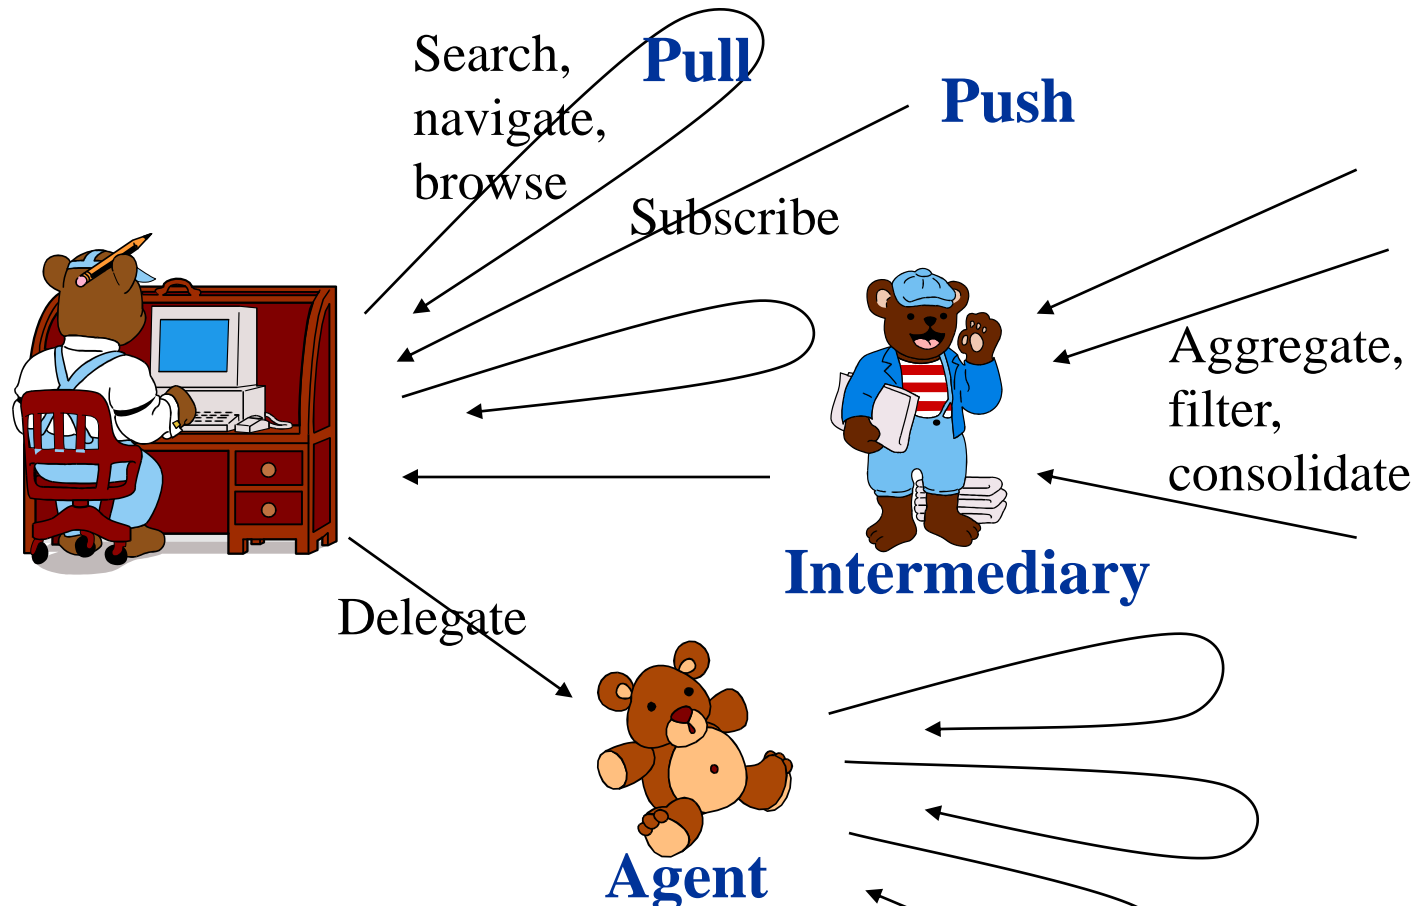 Search,
navigate,
browse
Pull
Push
Subscribe
Aggregate,
filter,
consolidate
Intermediary
Delegate
Agent